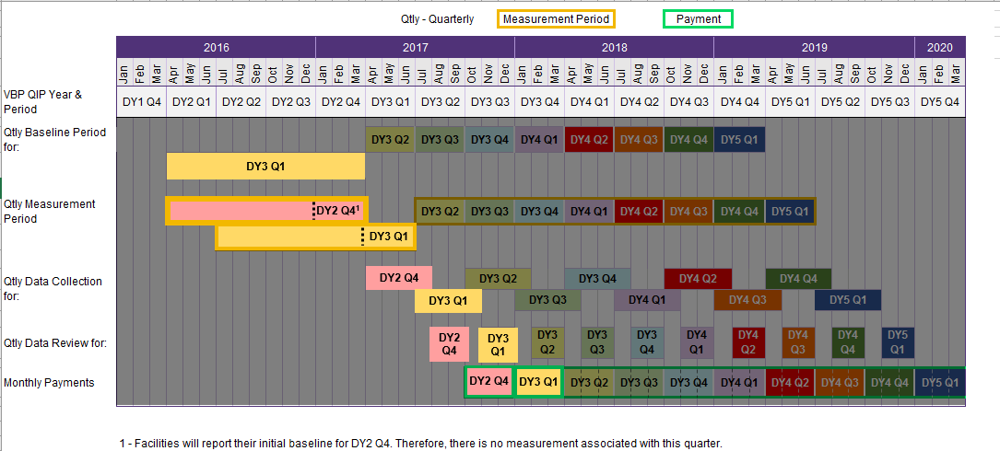 Qtly - Quarterly Measurement Period Payment
2016 2017 2018 2019 2020
Jan Feb Mar Apr May Jun Jul Aug Sep Oct Nov Dec Jan Feb Mar Apr May Jun Jul Aug Sep Oct Nov Dec Jan Feb Mar Apr May Jun Jul Aug Sep Oct Nov Dec Jan Feb Mar Apr May Jun Jul Aug Sep Oct Nov Dec Jan Feb Mar
VBP QIP Year &
Period
DY1 Q4 DY2 Q1 DY2 Q2 DY2 Q3 DY2 Q4 DY3 Q1 DY3 Q2 DY3 Q3 DY3 Q4 DY4 Q1 DY4 Q2 DY4 Q3 DY4 Q4 DY5 Q1 DY5 Q2 DY5 Q3 DY5 Q4
Qtly Baseline Period
for:
DY3 Q2 DY3 Q3 DY3 Q4 DY4 Q1 DY4 Q2 DY4 Q3 DY4 Q4 DY5 Q1
DY3 Q1
Qtly Measurement
Period
DY2 Q4¹ DY3 Q2 DY3 Q3 DY3 Q4 DY4 Q1 DY4 Q2 DY4 Q3 DY4 Q4 DY5 Q1
DY3 Q1
Qtly Data Collection
for:
DY2 Q4 DY3 Q2 DY3 Q4 DY4 Q2 DY4 Q4
DY3 Q1 DY3 Q3 DY4 Q1 DY4 Q3 DY5 Q1
Qtly Data Review for:
DY2 DY3 DY3 DY3 DY3 DY4 DY4 DY4 DY4 DY5
Q4 Q1 Q2 Q3 Q4 Q1 Q2 Q3 Q4 Q1
Monthly Payments
DY2 Q4 DY3 Q1 DY3 Q2 DY3 Q3 DY3 Q4 DY4 Q1 DY4 Q2 DY4 Q3 DY4 Q4 DY5 Q1
1 - Facilities will report their initial baseline for DY2 Q4. Therefore, there is no measurement associated with this quarter.